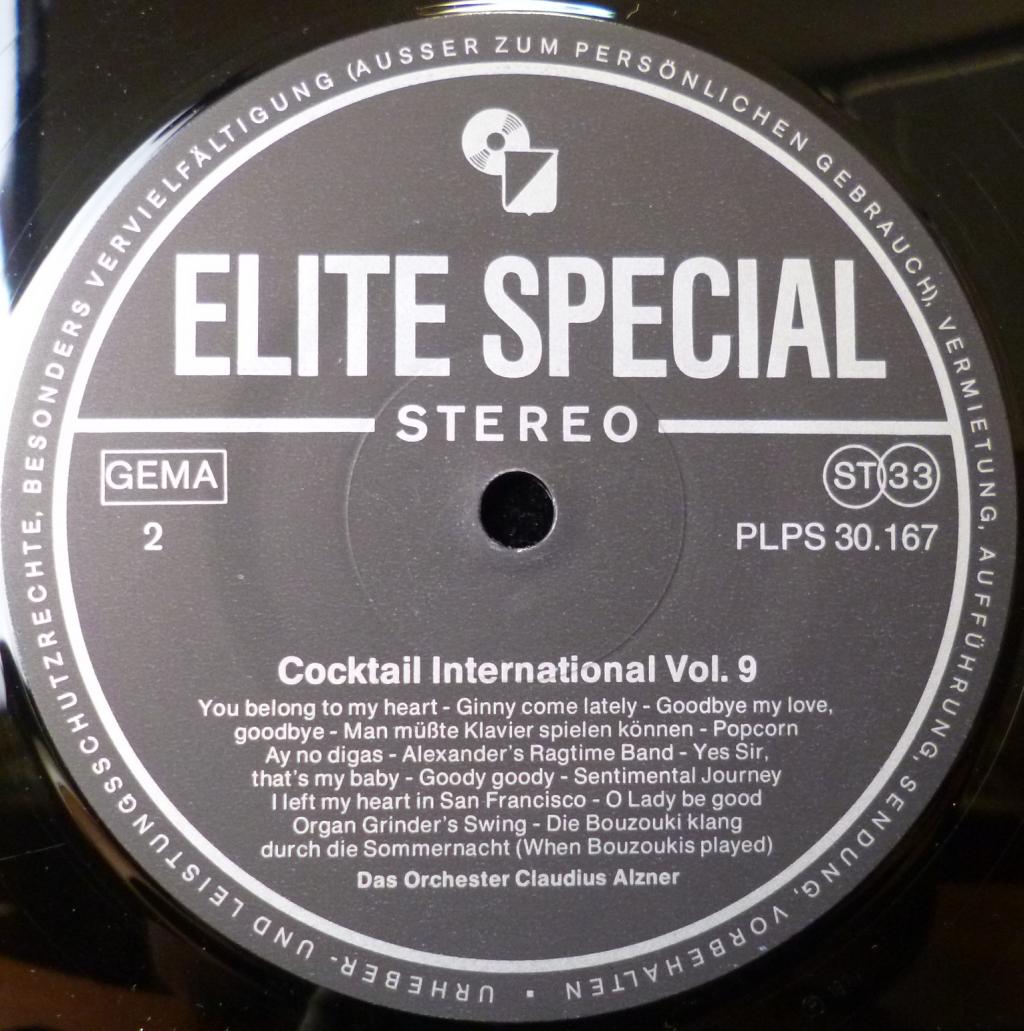 URHEBER- UND LEISTUNGSSCHUTZRECHTE, BESONDERS VERVIELFÄLTIGUNG (AUSSER ZUM PERSÖNLICHEN GEBRAUCH), VERMIETUNG, AUFFÜHRUNG, SENDUNG, VORBEHALTEN •
ELITE SPECIAL
STEREO
GEMA
ST 33
2
PLPS 30.167
Cocktail International Vol. 9
You belong to my heart - Ginny come lately - Goodbye my love,
goodbye - Man müßte Klavier spielen können - Popcorn
Ay no digas - Alexander's Ragtime Band - Yes Sir,
that's my baby - Goody goody - Sentimental Journey
I left my heart in San Francisco - O Lady be good
Organ Grinder's Swing - Die Bouzouki klang
durch die Sommernacht (When Bouzoukis played)
Das Orchester Claudius Alzner